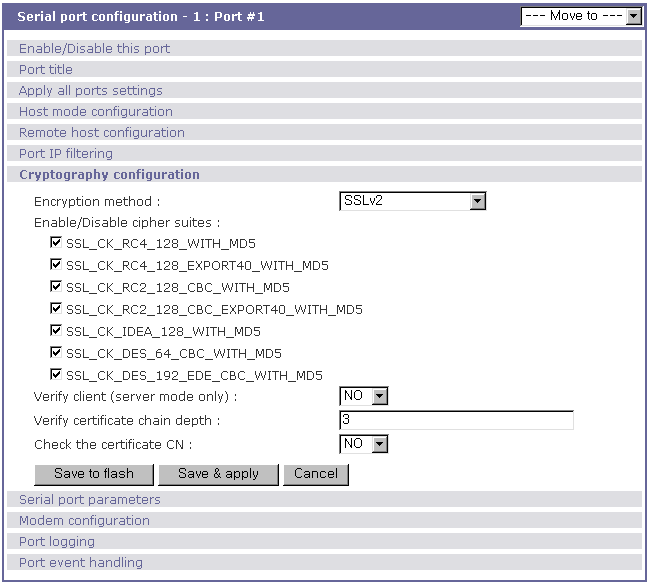 Serial port configuration - 1 : Port #1 --- Move to ---
Enable/Disable this port
Port title
Apply all ports settings
Host mode configuration
Remote host configuration
Port IP filtering
Cryptography configuration
Encryption method : SSLv2
Enable/Disable cipher suites :
SSL_CK_RC4_128_WITH_MD5
SSL_CK_RC4_128_EXPORT40_WITH_MD5
SSL_CK_RC2_128_CBC_WITH_MD5
SSL_CK_RC2_128_CBC_EXPORT40_WITH_MD5
SSL_CK_IDEA_128_WITH_MD5
SSL_CK_DES_64_CBC_WITH_MD5
SSL_CK_DES_192_EDE_CBC_WITH_MD5
Verify client (server mode only) : NO
Verify certificate chain depth : 3
Check the certificate CN : NO
Save to flash Save & apply Cancel
Serial port parameters
Modem configuration
Port logging
Port event handling